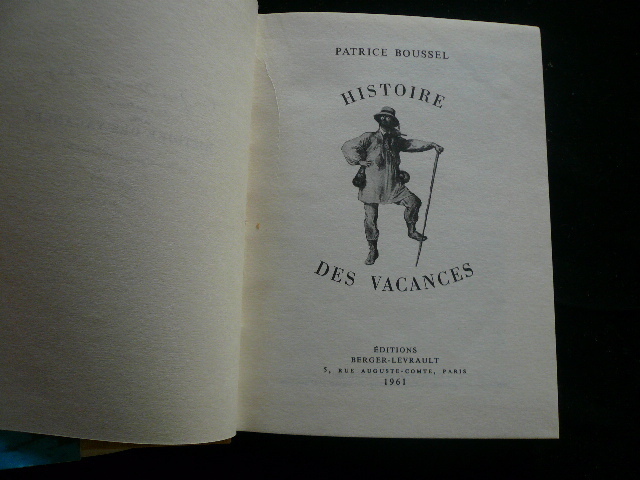 PATRICE BOUSSEL
HISTOIRE
DES VACANCES
ÉDITIONS
BERGER-LEVRAULT
5, RUE AUGUSTE-COMTE, PARIS
1961